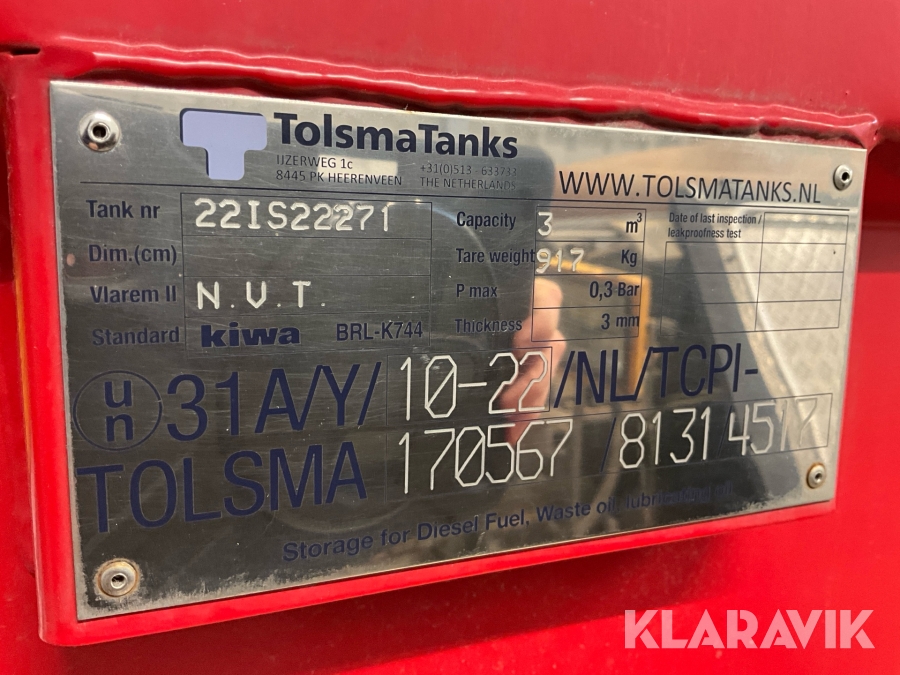 TolsmaTanks
IJZERWEG 1c +31(0)513 - 633733
8445 PK HEERENVEEN THE NETHERLANDS
WWW.TOLSMATANKS.NL
Tank nr 22IS22271 Capacity 3 m³ Date of last inspection / leakproofness test
Dim.(cm) Tare weight 917 Kg
Vlarem II N.V.T. P max 0,3 Bar
Standard kiwa BRL-K744 Thickness 3 mm
un 31A/Y/ 10-22 /NL/TCPI-
TOLSMA 170567 / 8131 / 4517
Storage for Diesel Fuel, Waste oil, lubricated
KLARAVIK